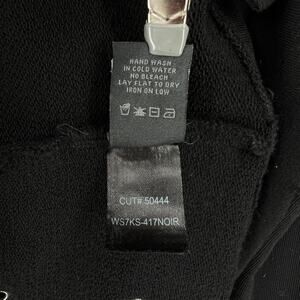 HAND WASH
IN COLD WATER
NO BLEACH
LAY FLAT TO DRY
IRON ON LOW
CUT# 50444
WS7KS-417NOIR